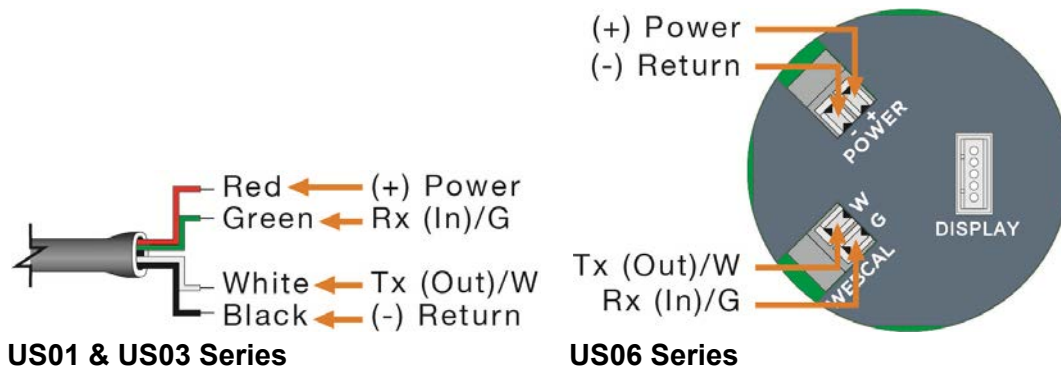 Red (+) Power
Green Rx (In)/G
White Tx (Out)/W
Black (-) Return
US01 & US03 Series
(+) Power
(-) Return
- +
POWER
DISPLAY
W
G
WEBCAL
Tx (Out)/W
Rx (In)/G
US06 Series